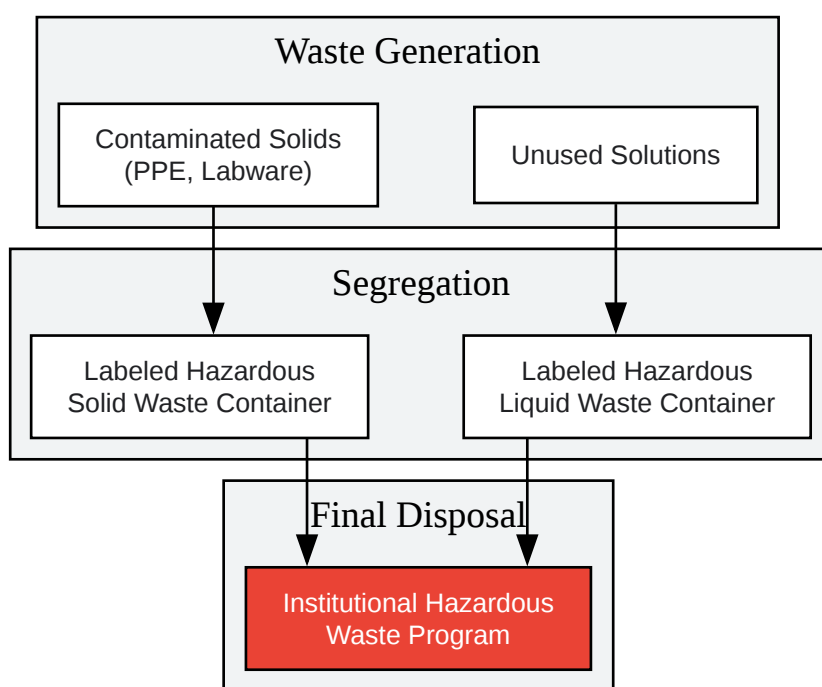 Waste Generation
Contaminated Solids
(PPE, Labware)
Unused Solutions
Segregation
Labeled Hazardous
Solid Waste Container
Labeled Hazardous
Liquid Waste Container
Final Disposal
Institutional Hazardous
Waste Program